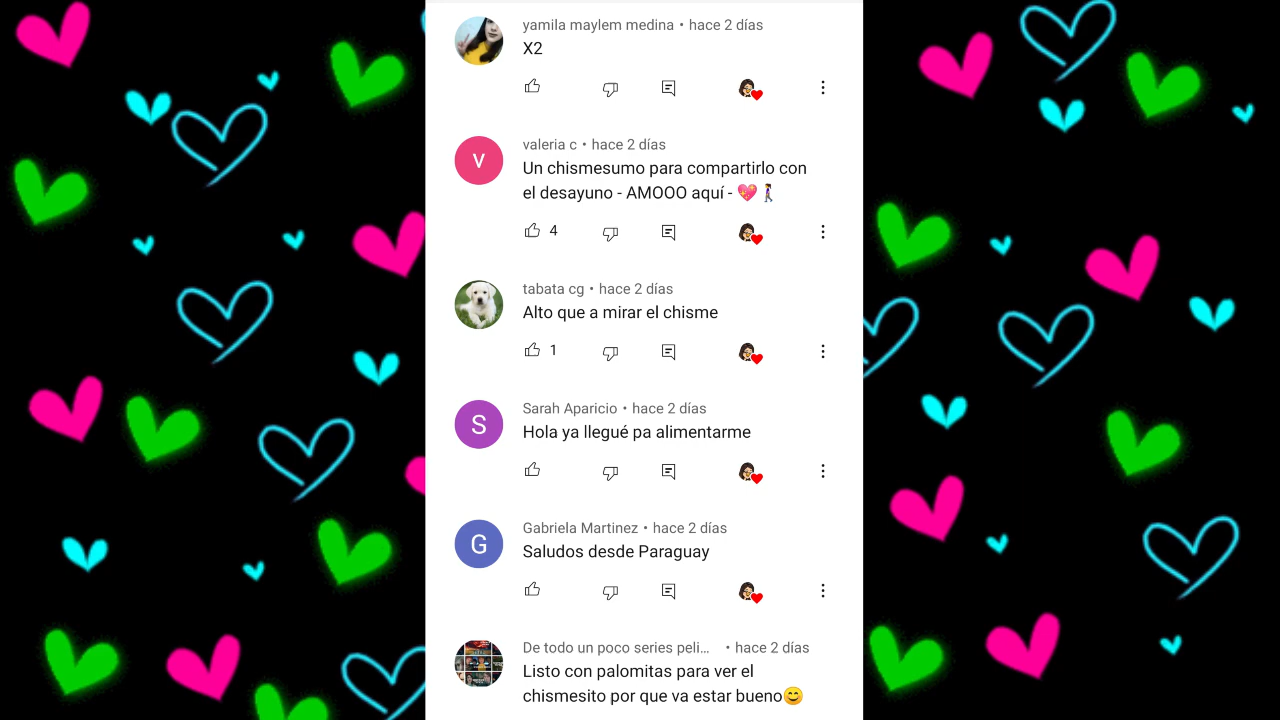 yamila maylem medina • hace 2 días
X2
V
valeria c • hace 2 días
Un chismesumo para compartirlo con
el desayuno - AMOOO aquí - 💖🚶‍♀️
4
tabata cg • hace 2 días
Alto que a mirar el chisme
1
S
Sarah Aparicio • hace 2 días
Hola ya llegué pa alimentarme
G
Gabriela Martinez • hace 2 días
Saludos desde Paraguay
De todo un poco series peli... • hace 2 días
Listo con palomitas para ver el
chismesito por que va estar bueno😊